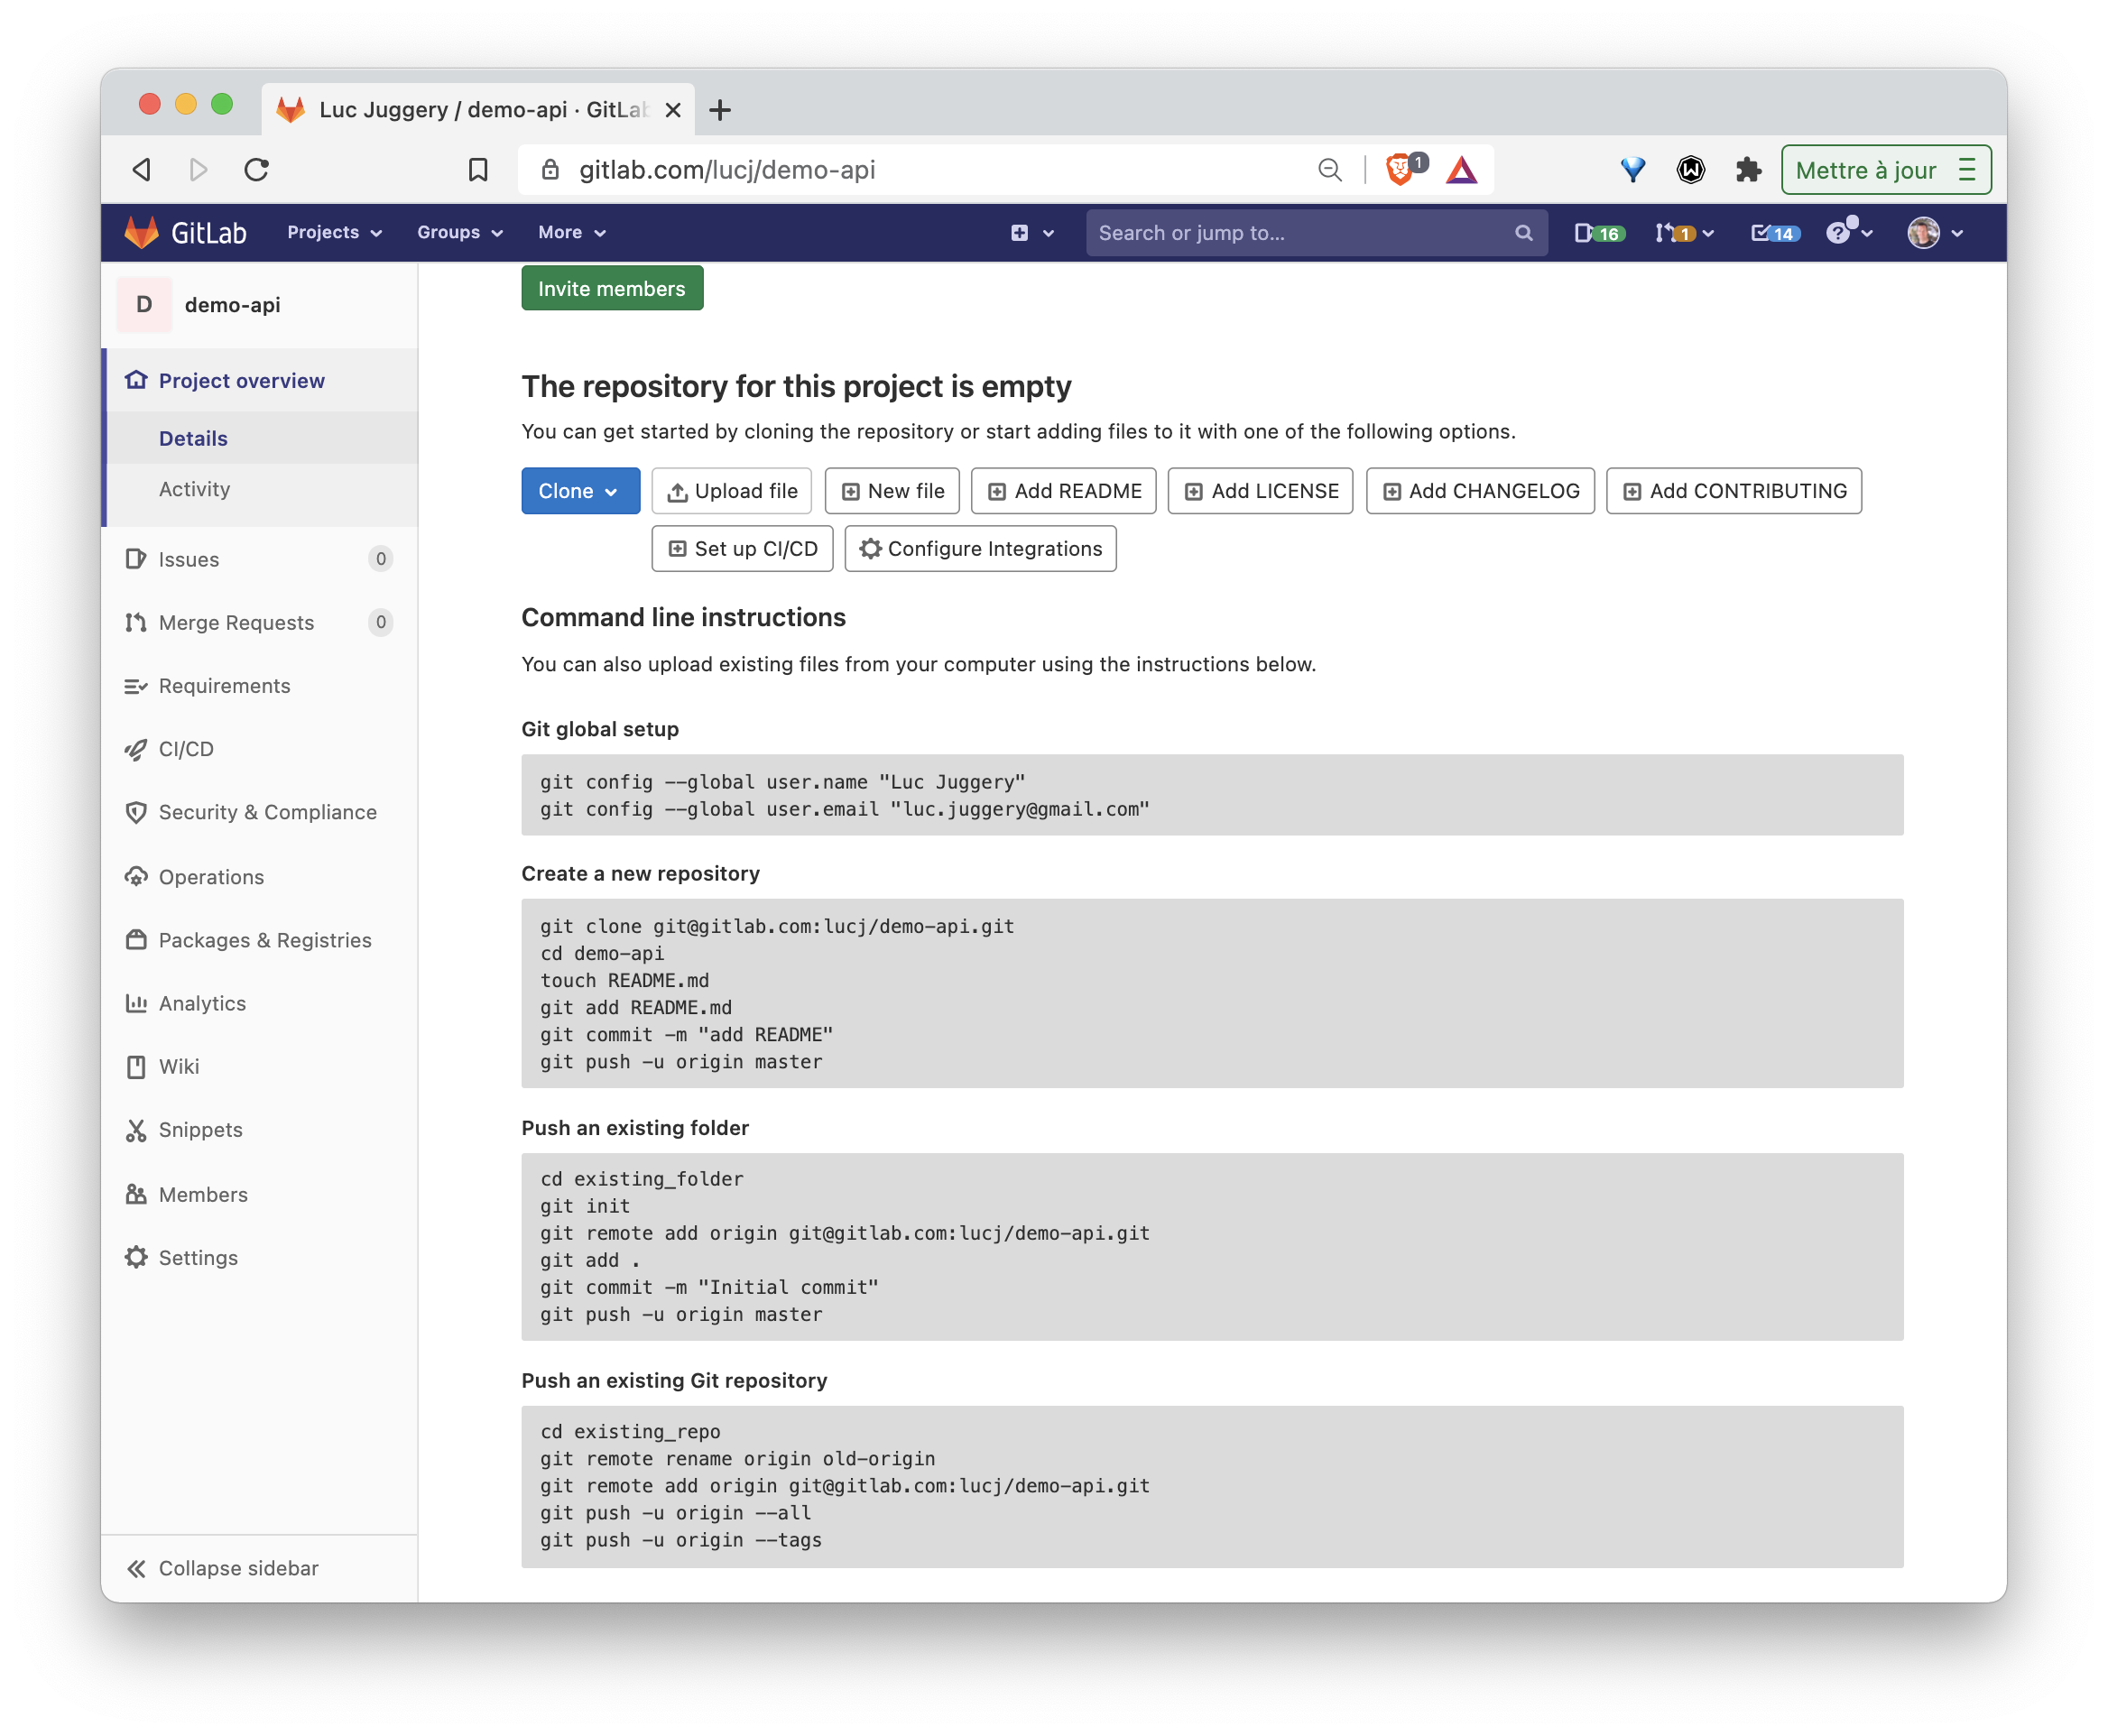 Luc Juggery / demo-api · GitLab
gitlab.com/lucj/demo-api
1
Mettre à jour
GitLab
Projects
Groups
More
Search or jump to...
16
1
14
D
demo-api
Project overview
Details
Activity
Issues
0
Merge Requests
0
Requirements
CI/CD
Security & Compliance
Operations
Packages & Registries
Analytics
Wiki
Snippets
Members
Settings
Collapse sidebar
Invite members
The repository for this project is empty
You can get started by cloning the repository or start adding files to it with one of the following options.
Clone
Upload file
New file
Add README
Add LICENSE
Add CHANGELOG
Add CONTRIBUTING
Set up CI/CD
Configure Integrations
Command line instructions
You can also upload existing files from your computer using the instructions below.
Git global setup
git config --global user.name "Luc Juggery"
git config --global user.email "luc.juggery@gmail.com"
Create a new repository
git clone git@gitlab.com:lucj/demo-api.git
cd demo-api
touch README.md
git add README.md
git commit -m "add README"
git push -u origin master
Push an existing folder
cd existing_folder
git init
git remote add origin git@gitlab.com:lucj/demo-api.git
git add .
git commit -m "Initial commit"
git push -u origin master
Push an existing Git repository
cd existing_repo
git remote rename origin old-origin
git remote add origin git@gitlab.com:lucj/demo-api.git
git push -u origin --all
git push -u origin --tags